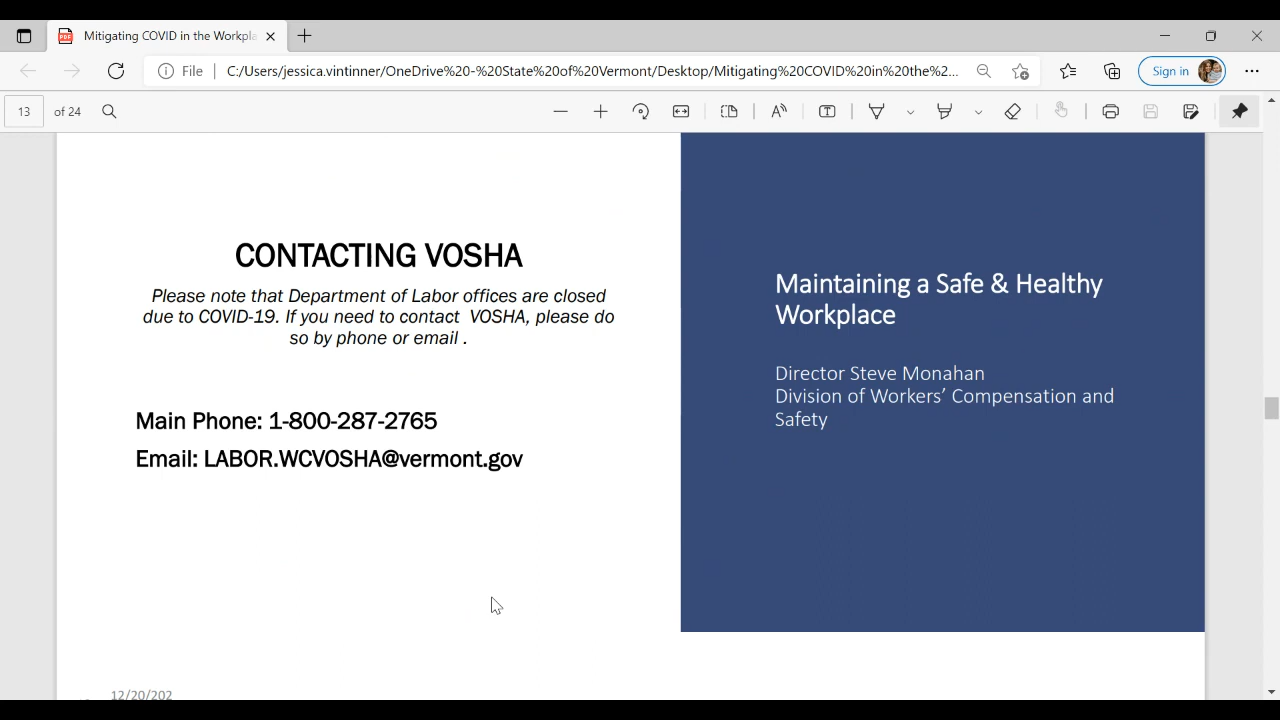 Mitigating COVID in the Workpla
File
C:/Users/jessica.vintinner/OneDrive%20-%20State%20of%20Vermont/Desktop/Mitigating%20COVID%20in%20the%2...
Sign in
13 of 24
CONTACTING VOSHA
Please note that Department of Labor offices are closed
due to COVID-19. If you need to contact VOSHA, please do
so by phone or email .
Main Phone: 1-800-287-2765
Email: LABOR.WCVOSHA@vermont.gov
Maintaining a Safe & Healthy
Workplace
Director Steve Monahan
Division of Workers’ Compensation and
Safety
12/20/202